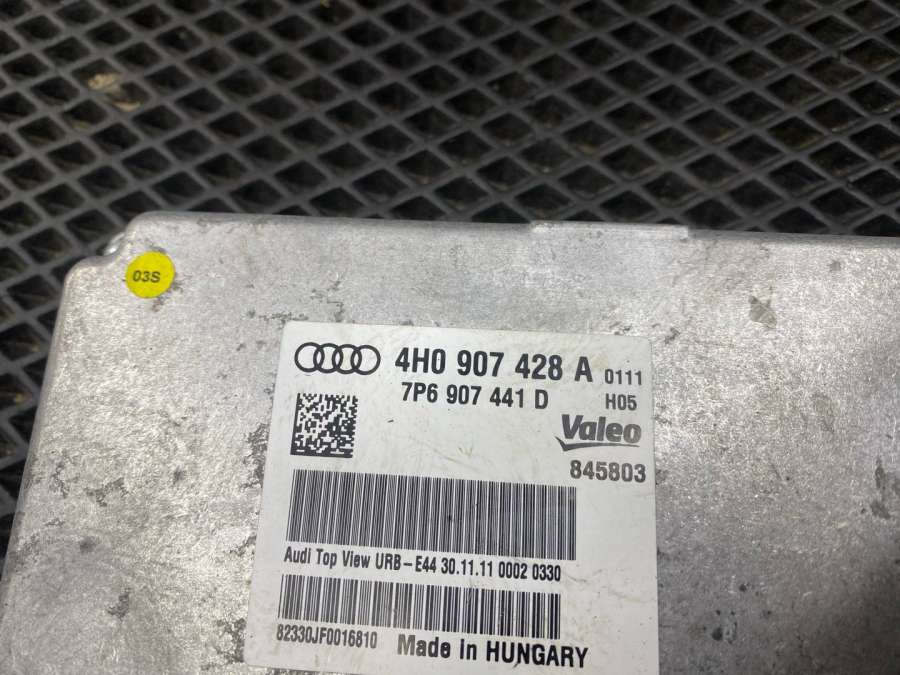 03S
4H0 907 428 A 0111
7P6 907 441 D H05
Valeo
845803
Audi Top View URB-E44 30.11.11 0002 0330
82330JF0016810 Made in HUNGARY